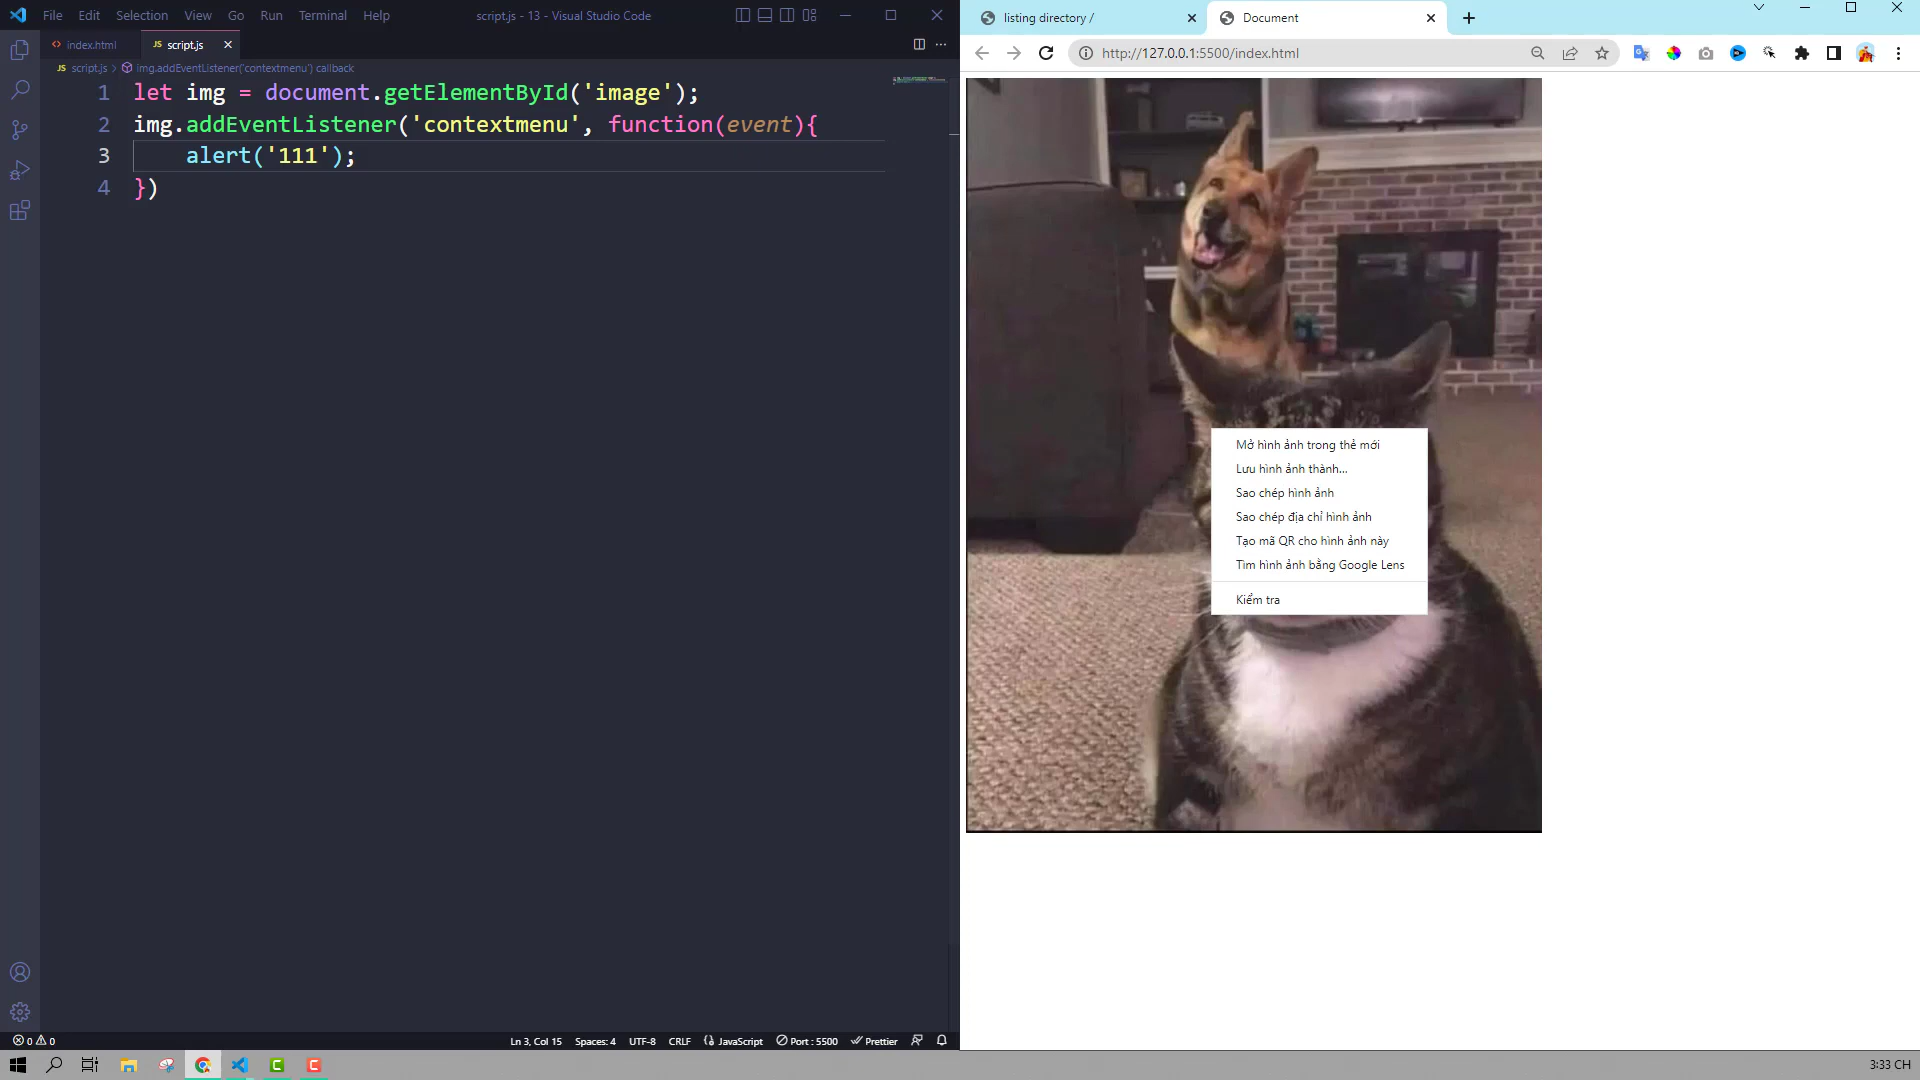 File Edit Selection View Go Run Terminal Help script.js - 13 - Visual Studio Code
index.html JS script.js
JS script.js > img.addEventListener('contextmenu') callback
1 let img = document.getElementById('image');
2 img.addEventListener('contextmenu', function(event){
3 alert('111');
4 })
0 0 Ln 3, Col 15 Spaces: 4 UTF-8 CRLF JavaScript Port : 5500 Prettier
listing directory / Document
http://127.0.0.1:5500/index.html
Mở hình ảnh trong thẻ mới
Lưu hình ảnh thành...
Sao chép hình ảnh
Sao chép địa chỉ hình ảnh
Tạo mã QR cho hình ảnh này
Tìm hình ảnh bằng Google Lens
Kiểm tra
3:33 CH